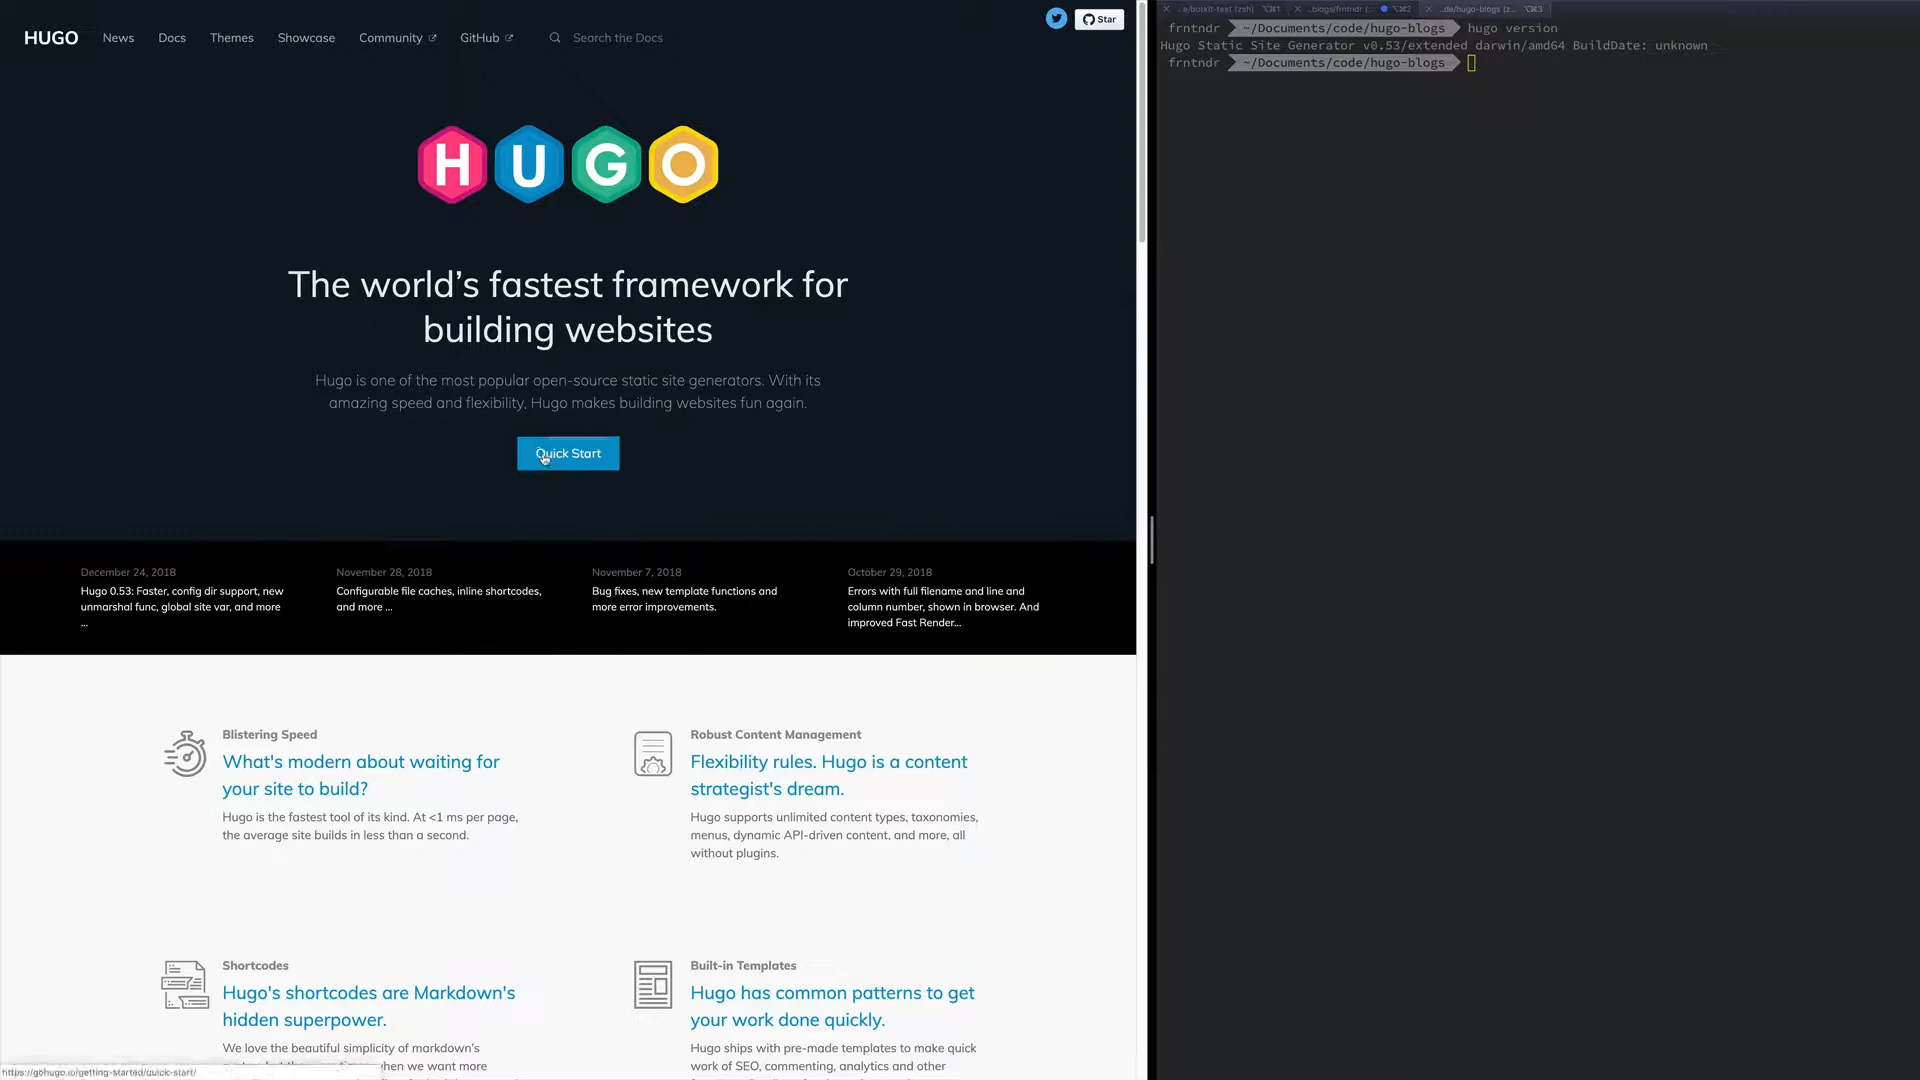 HUGO News Docs Themes Showcase Community GitHub Search the Docs
Star
HUGO
The world's fastest framework for
building websites
Hugo is one of the most popular open-source static site generators. With its
amazing speed and flexibility, Hugo makes building websites fun again.
Quick Start
December 24, 2018
Hugo 0.53: Faster, config dir support, new
unmarshal func, global site var, and more
...
November 28, 2018
Configurable file caches, inline shortcodes,
and more ...
November 7, 2018
Bug fixes, new template functions and
more error improvements.
October 29, 2018
Errors with full filename and line and
column number, shown in browser. And
improved Fast Render...
Blistering Speed
What's modern about waiting for
your site to build?
Hugo is the fastest tool of its kind. At <1 ms per page,
the average site builds in less than a second.
Robust Content Management
Flexibility rules. Hugo is a content
strategist's dream.
Hugo supports unlimited content types, taxonomies,
menus, dynamic API-driven content, and more, all
without plugins.
Shortcodes
Hugo's shortcodes are Markdown's
hidden superpower.
We love the beautiful simplicity of markdown's
when we want more
Built-in Templates
Hugo has common patterns to get
your work done quickly.
Hugo ships with pre-made templates to make quick
work of SEO, commenting, analytics and other
https://gohugo.io/getting-started/quick-start/
...e/botkit-test (zsh) ⌥⌘1 ...blogs/frntndr (... ⌥⌘2 ...de/hugo-blogs (z... ⌥⌘3
frntndr ~/Documents/code/hugo-blogs hugo version
Hugo Static Site Generator v0.53/extended darwin/amd64 BuildDate: unknown
frntndr ~/Documents/code/hugo-blogs